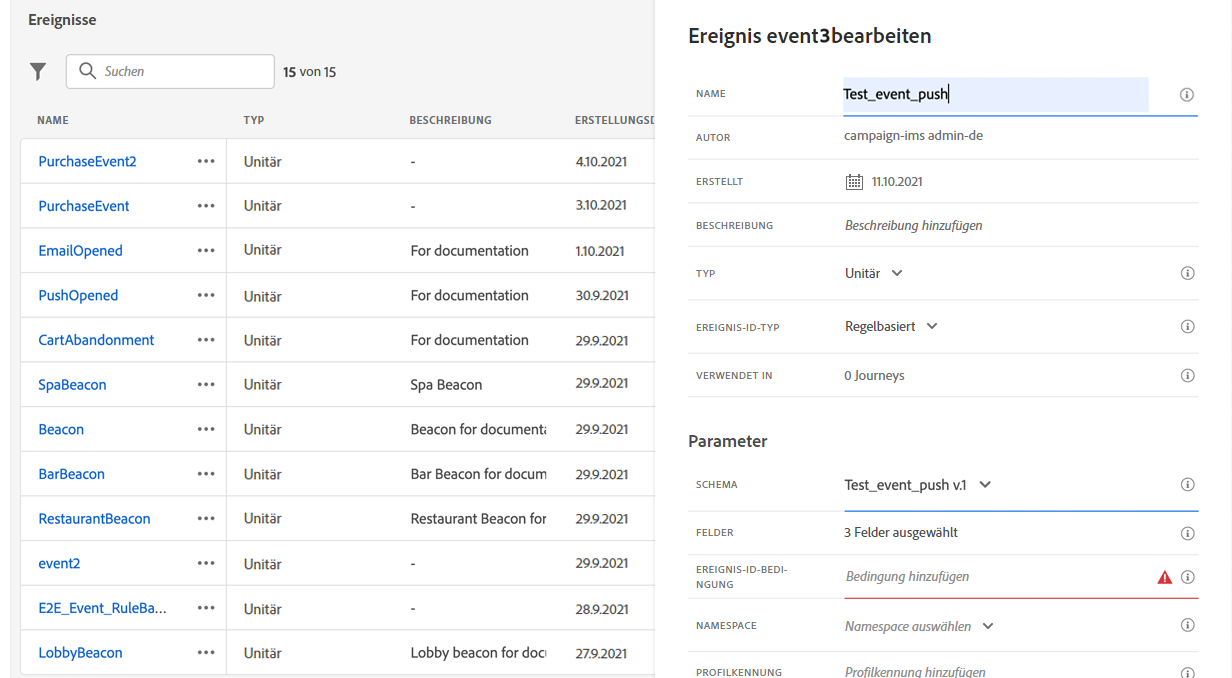 Ereignisse
Suchen
15 von 15
NAME TYP BESCHREIBUNG ERSTELLUNGSD
PurchaseEvent2 ••• Unitär - 4.10.2021
PurchaseEvent ••• Unitär - 3.10.2021
EmailOpened ••• Unitär For documentation 1.10.2021
PushOpened ••• Unitär For documentation 30.9.2021
CartAbandonment ••• Unitär For documentation 29.9.2021
SpaBeacon ••• Unitär Spa Beacon 29.9.2021
Beacon ••• Unitär Beacon for documenta 29.9.2021
BarBeacon ••• Unitär Bar Beacon for docum 29.9.2021
RestaurantBeacon ••• Unitär Restaurant Beacon for 29.9.2021
event2 ••• Unitär - 29.9.2021
E2E_Event_RuleBa... ••• Unitär - 28.9.2021
LobbyBeacon ••• Unitär Lobby beacon for doc 27.9.2021
Ereignis event3bearbeiten
NAME Test_event_push
AUTOR campaign-ims admin-de
ERSTELLT 11.10.2021
BESCHREIBUNG Beschreibung hinzufügen
TYP Unitär
EREIGNIS-ID-TYP Regelbasiert
VERWENDET IN 0 Journeys
Parameter
SCHEMA Test_event_push v.1
FELDER 3 Felder ausgewählt
EREIGNIS-ID-BEDI-
NGUNG Bedingung hinzufügen
NAMESPACE Namespace auswählen
PROFILKENNUNG Profilkennung hinzufügen